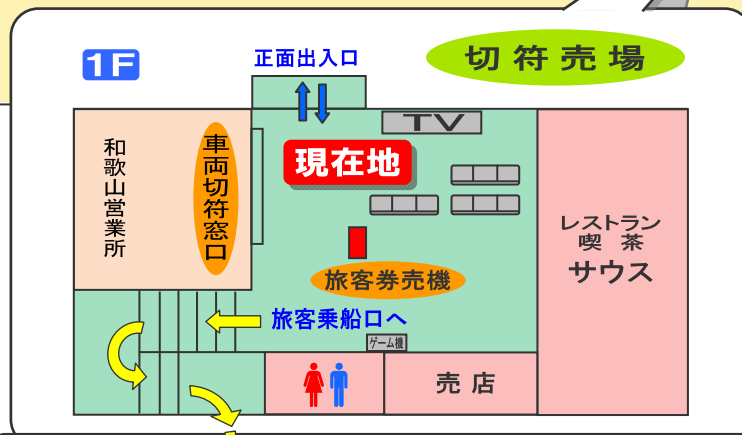 1F
正面出入口
切符売場
TV
和歌山営業所
車両切符窓口
現在地
レストラン
喫茶
サウス
旅客券売機
旅客乗船口へ
ゲーム機
売店